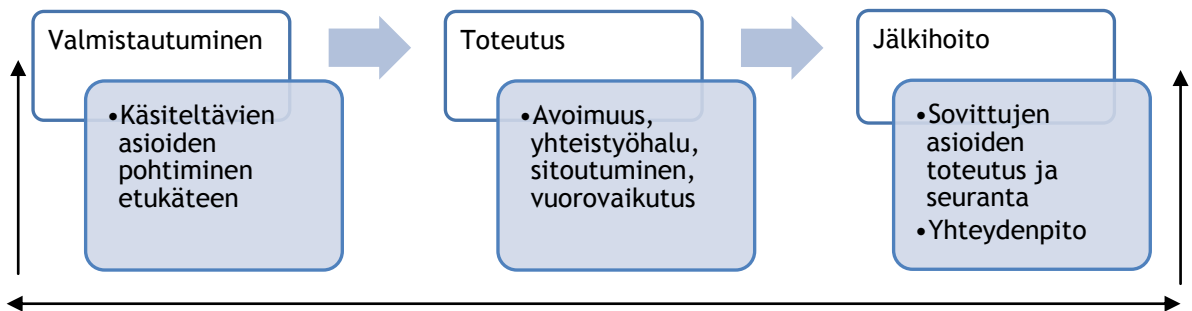 Valmistautuminen
•Käsiteltävien
asioiden
pohtiminen
etukäteen
Toteutus
•Avoimuus,
yhteistyöhalu,
sitoutuminen,
vuorovaikutus
Jälkihoito
•Sovittujen
asioiden
toteutus ja
seuranta
•Yhteydenpito